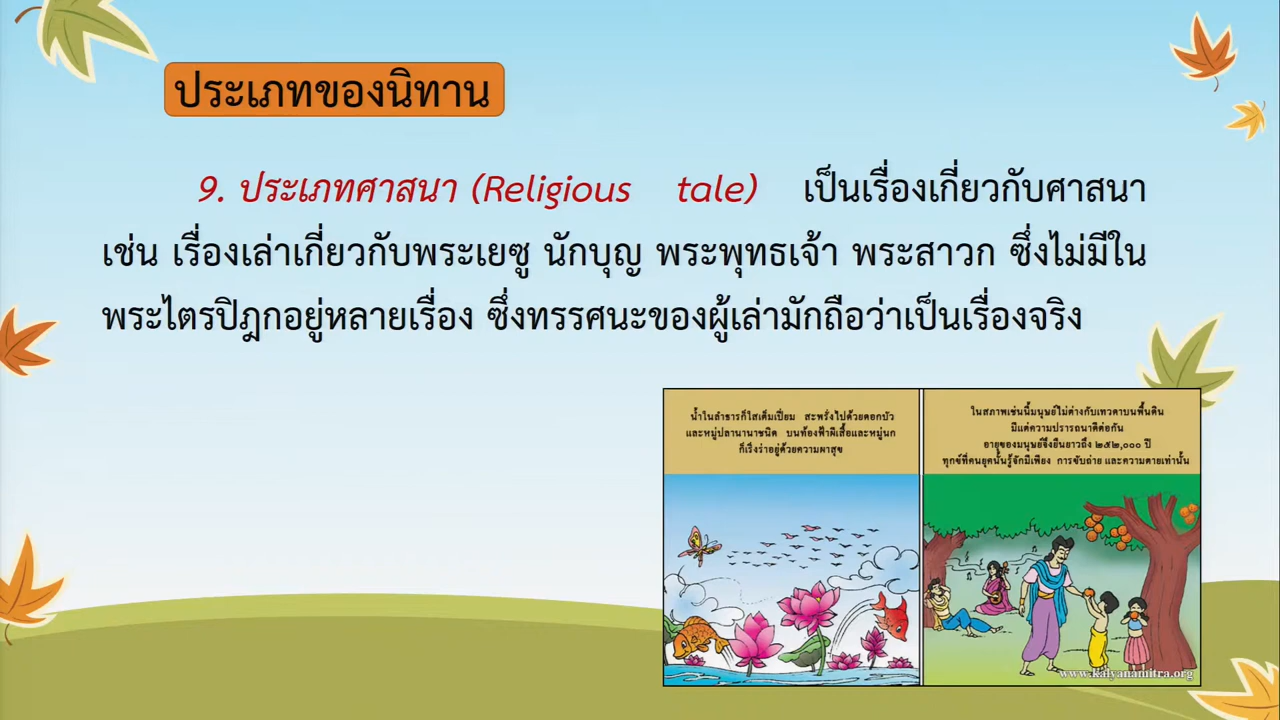 ประเภทของนิทาน
9. ประเภทศาสนา (Religious tale) เป็นเรื่องเกี่ยวกับศาสนา
เช่น เรื่องเล่าเกี่ยวกับพระเยซู นักบุญ พระพุทธเจ้า พระสาวก ซึ่งไม่มีใน
พระไตรปิฎกอยู่หลายเรื่อง ซึ่งทรรศนะของผู้เล่ามักถือว่าเป็นเรื่องจริง
น้ำในลำธารก็ใสเต็มเปี่ยม สะพรั่งไปด้วยดอกบัว
และหมู่ปลานานาชนิด บนท้องฟ้าผีเสื้อและหมู่นก
ก็เริงร่าอยู่ด้วยความผาสุข
ในสภาพเช่นนี้มนุษย์ไม่ต่างกับเทวดาบนพื้นดิน
มีแต่ความปรารถนาดีต่อกัน
อายุของมนุษย์จึงยืนยาวถึง ๒๕๒,๐๐๐ ปี
ทุกข์ที่คนยุคนั้นรู้จักมีเพียง การขับถ่าย และความตายเท่านั้น
www.kalyanamitra.org